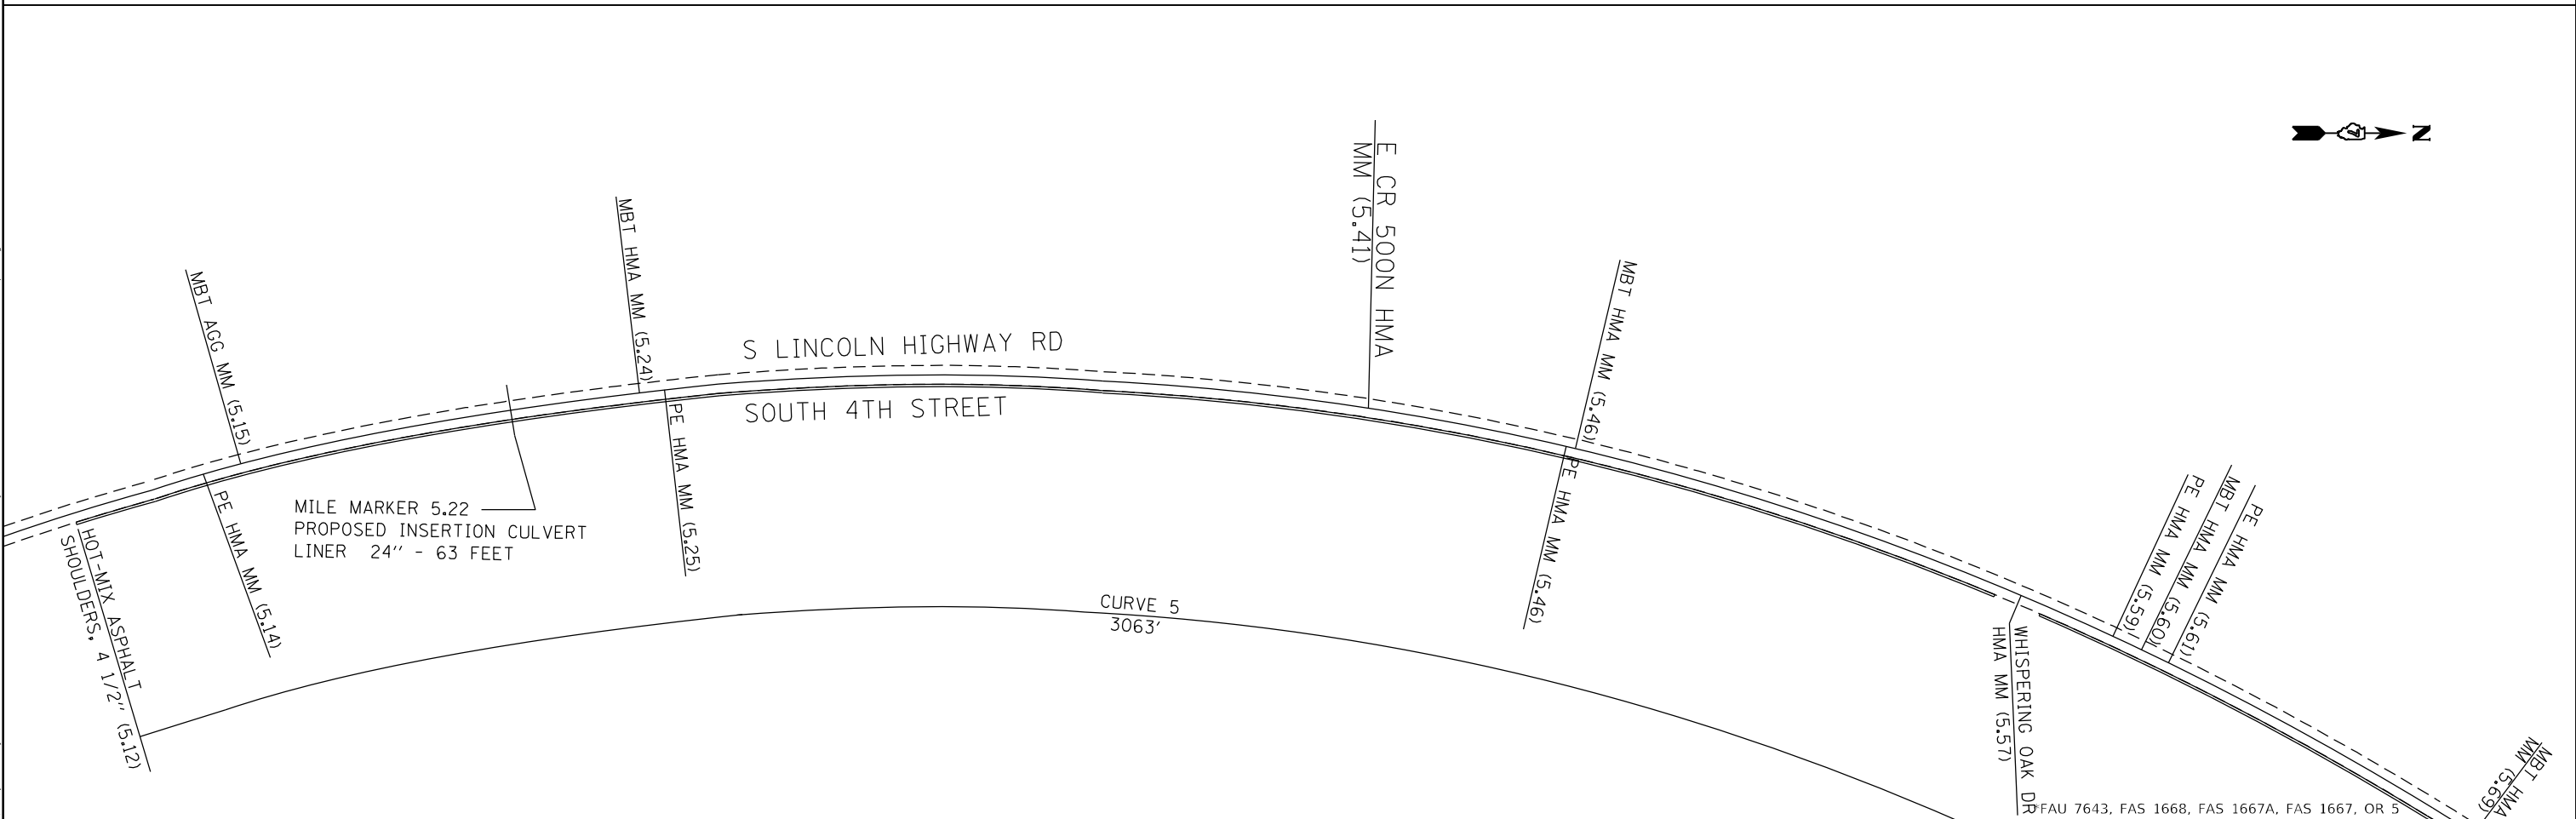 N
E CR 500N HMA
MM (5.41)
MBT HMA MM (5.24)
MBT AGG MM (5.15)
MBT HMA MM (5.46)
S LINCOLN HIGHWAY RD
SOUTH 4TH STREET
PE HMA MM (5.14)
MILE MARKER 5.22
PROPOSED INSERTION CULVERT
LINER 24" - 63 FEET
PE HMA MM (5.25)
PE HMA MM (5.46)
PE HMA MM (5.59)
MBT HMA MM (5.60)
PE HMA MM (5.61)
HOT-MIX ASPHALT
SHOULDERS, 4 1/2" (5.12)
CURVE 5
3063'
WHISPERING OAK DR
HMA MM (5.57)
MBT HMA
MM (5.69)
*FAU 7643, FAS 1668, FAS 1667A, FAS 1667, OR 5